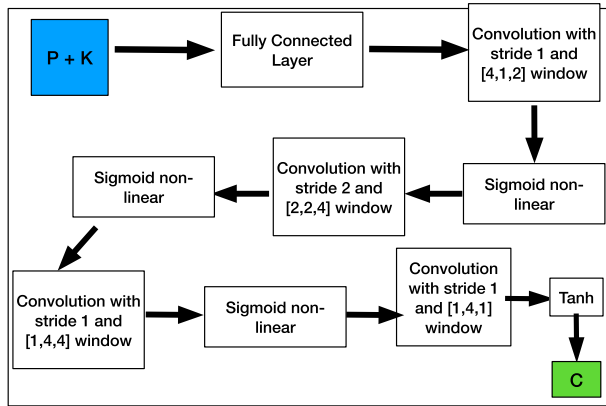 P + K
Fully Connected
Layer
Convolution with
stride 1 and
[4,1,2] window
Sigmoid non-
linear
Convolution with
stride 2 and
[2,2,4] window
Sigmoid non-
linear
Convolution with
stride 1 and
[1,4,4] window
Sigmoid non-
linear
Convolution
with stride 1
and [1,4,1]
window
Tanh
C